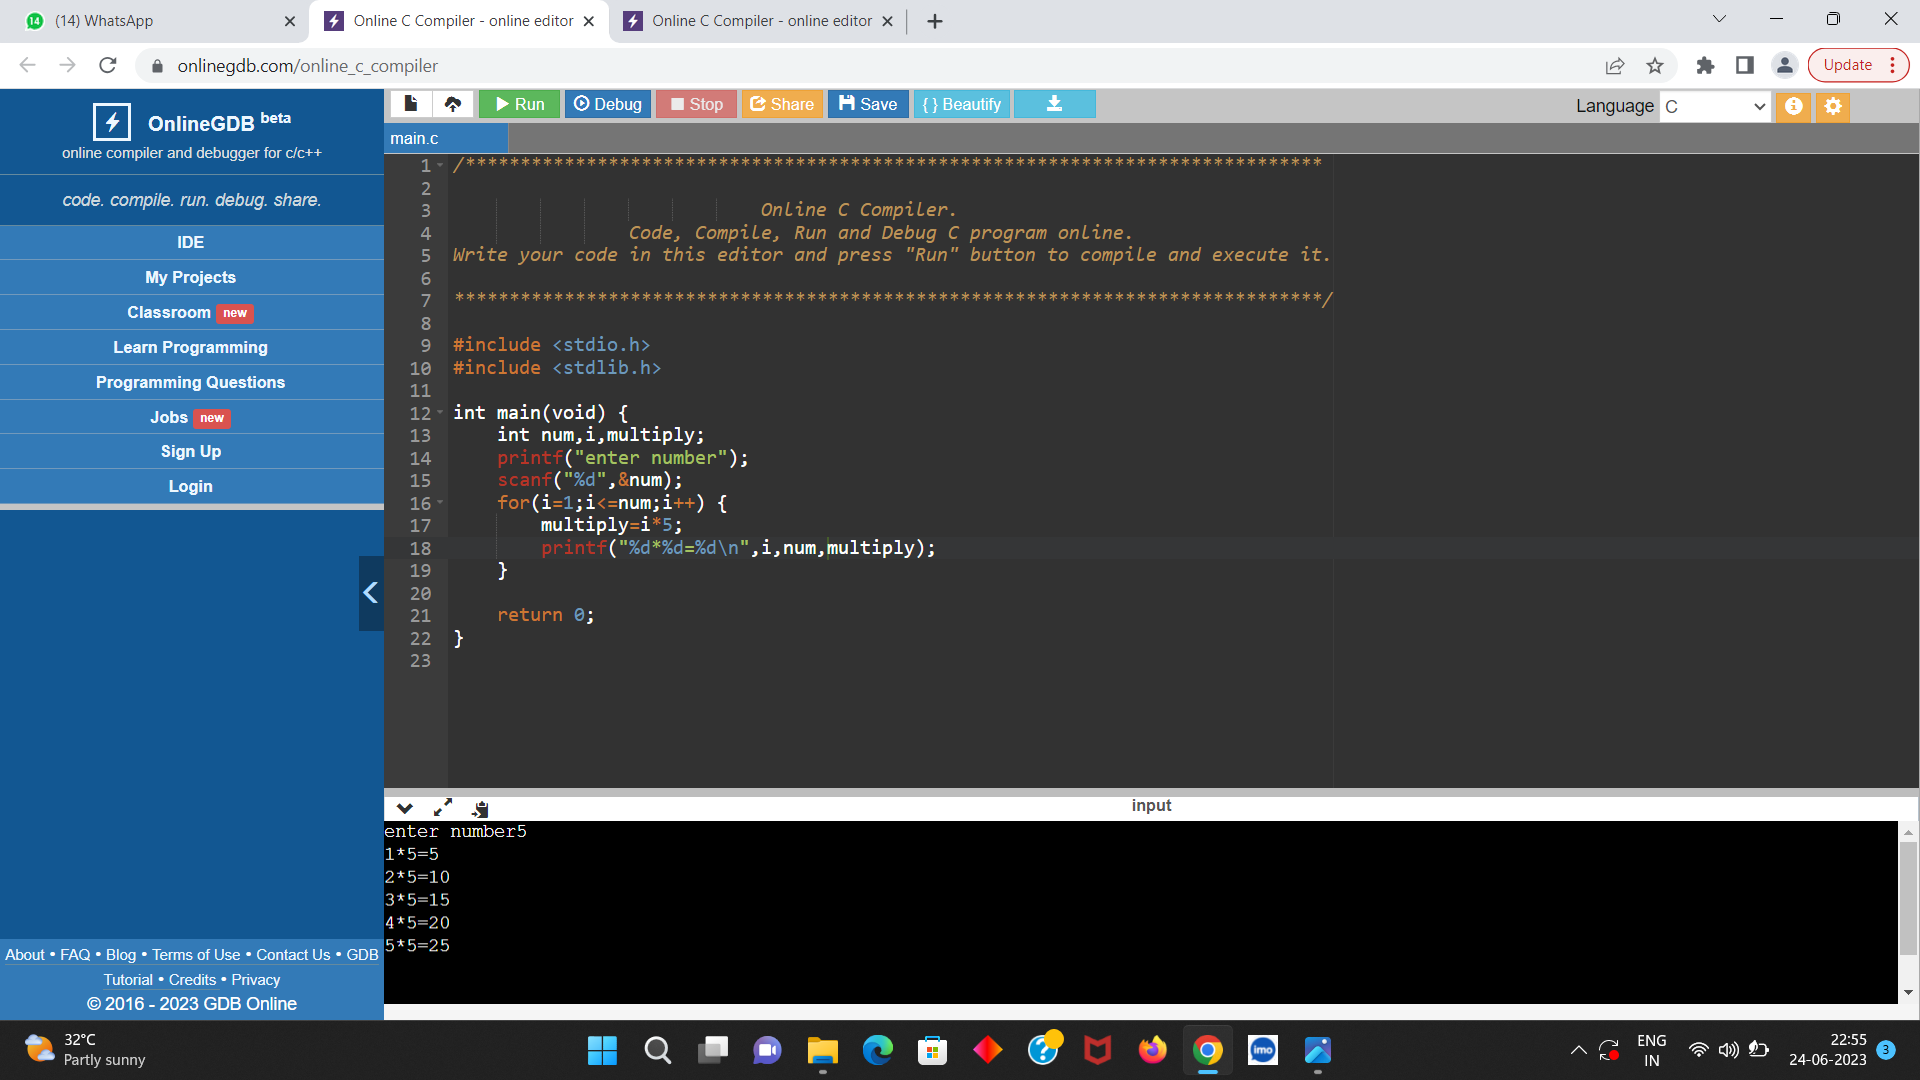 (14) WhatsApp
Online C Compiler - online editor
Online C Compiler - online editor
onlinegdb.com/online_c_compiler
Update
OnlineGDB beta
online compiler and debugger for c/c++
code. compile. run. debug. share.
IDE
My Projects
Classroom new
Learn Programming
Programming Questions
Jobs new
Sign Up
Login
About • FAQ • Blog • Terms of Use • Contact Us • GDB
Tutorial • Credits • Privacy
© 2016 - 2023 GDB Online
Run Debug Stop Share Save { } Beautify
Language C
main.c
1 /******************************************************************************
2
3 Online C Compiler.
4 Code, Compile, Run and Debug C program online.
5 Write your code in this editor and press "Run" button to compile and execute it.
6
7 *******************************************************************************/
8
9 #include <stdio.h>
10 #include <stdlib.h>
11
12 int main(void) {
13 int num,i,multiply;
14 printf("enter number");
15 scanf("%d",&num);
16 for(i=1;i<=num;i++) {
17 multiply=i*5;
18 printf("%d*%d=%d\n",i,num,multiply);
19 }
20
21 return 0;
22 }
23
input
enter number5
1*5=5
2*5=10
3*5=15
4*5=20
5*5=25
32°C
Partly sunny
imo
ENG
IN
22:55
24-06-2023
3